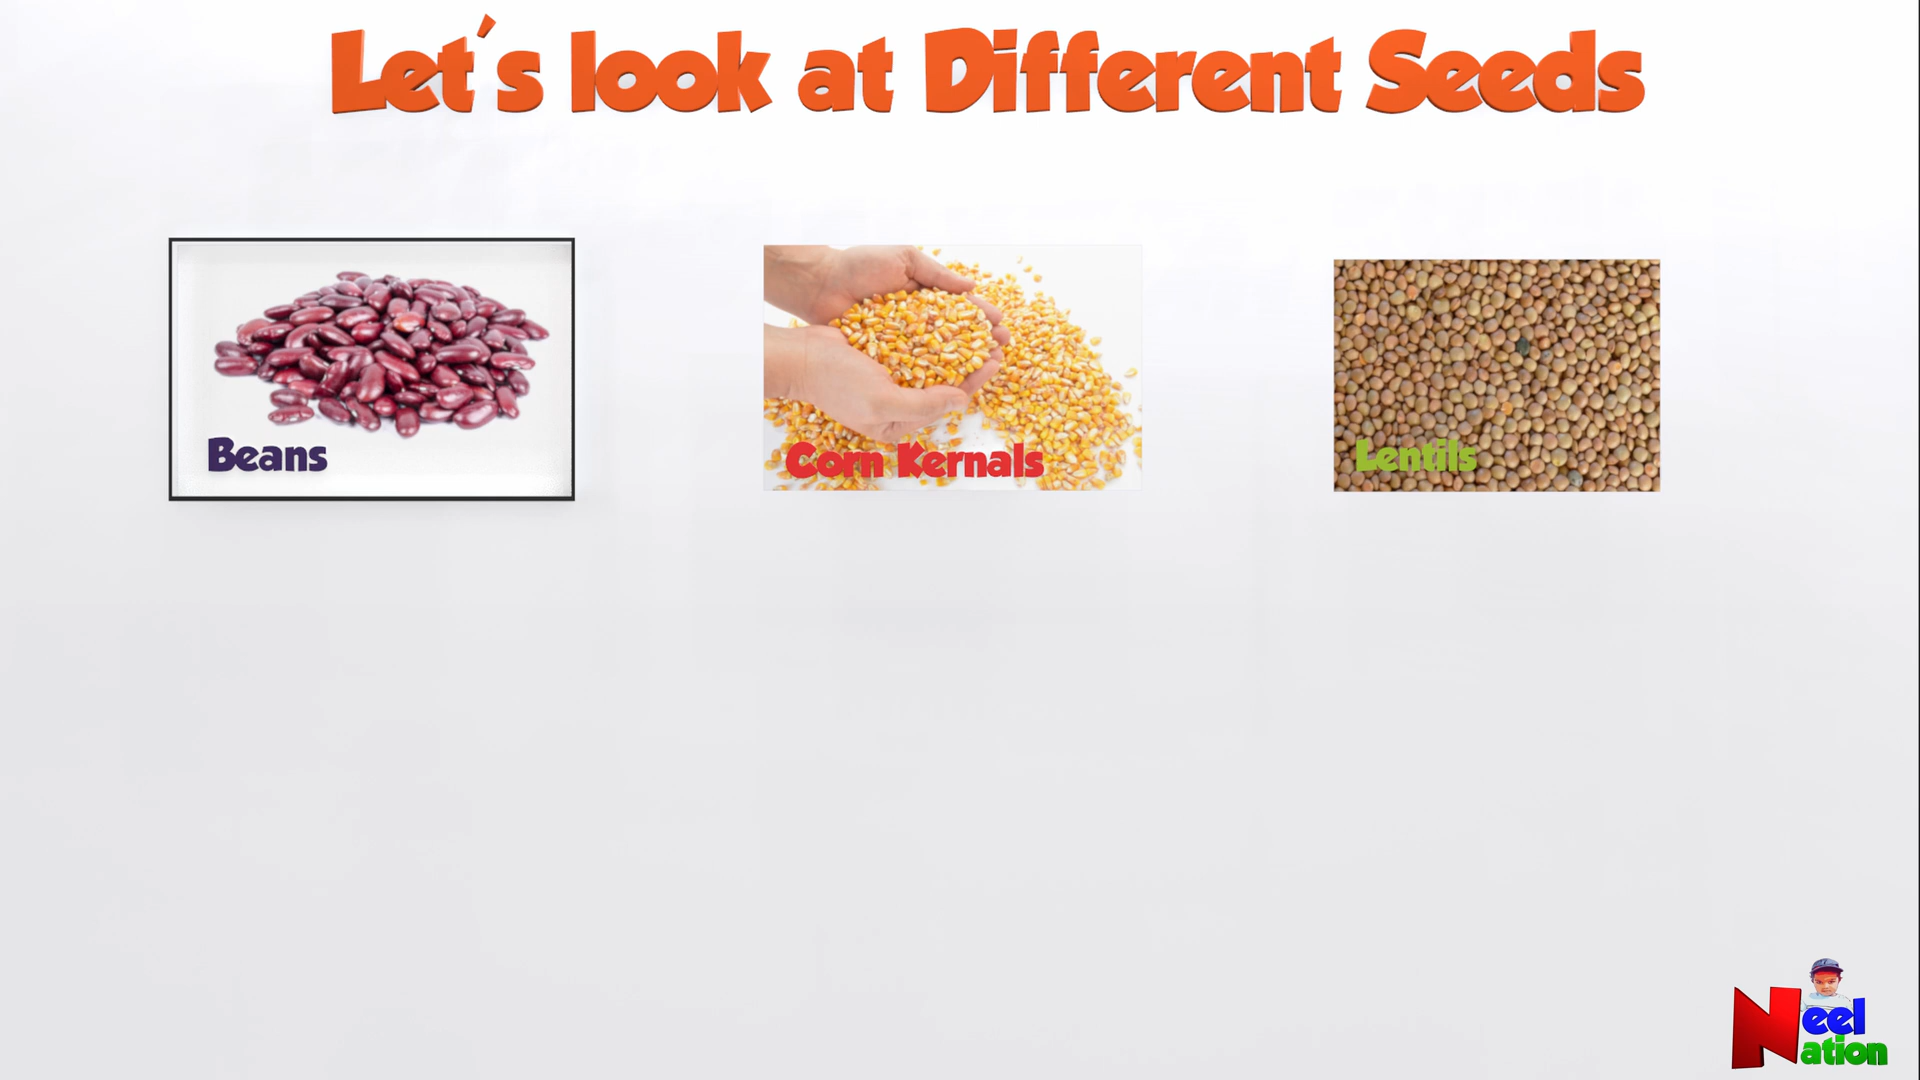 Let's look at Different Seeds
Beans
Corn Kernals
Lentils
Neel
Nation